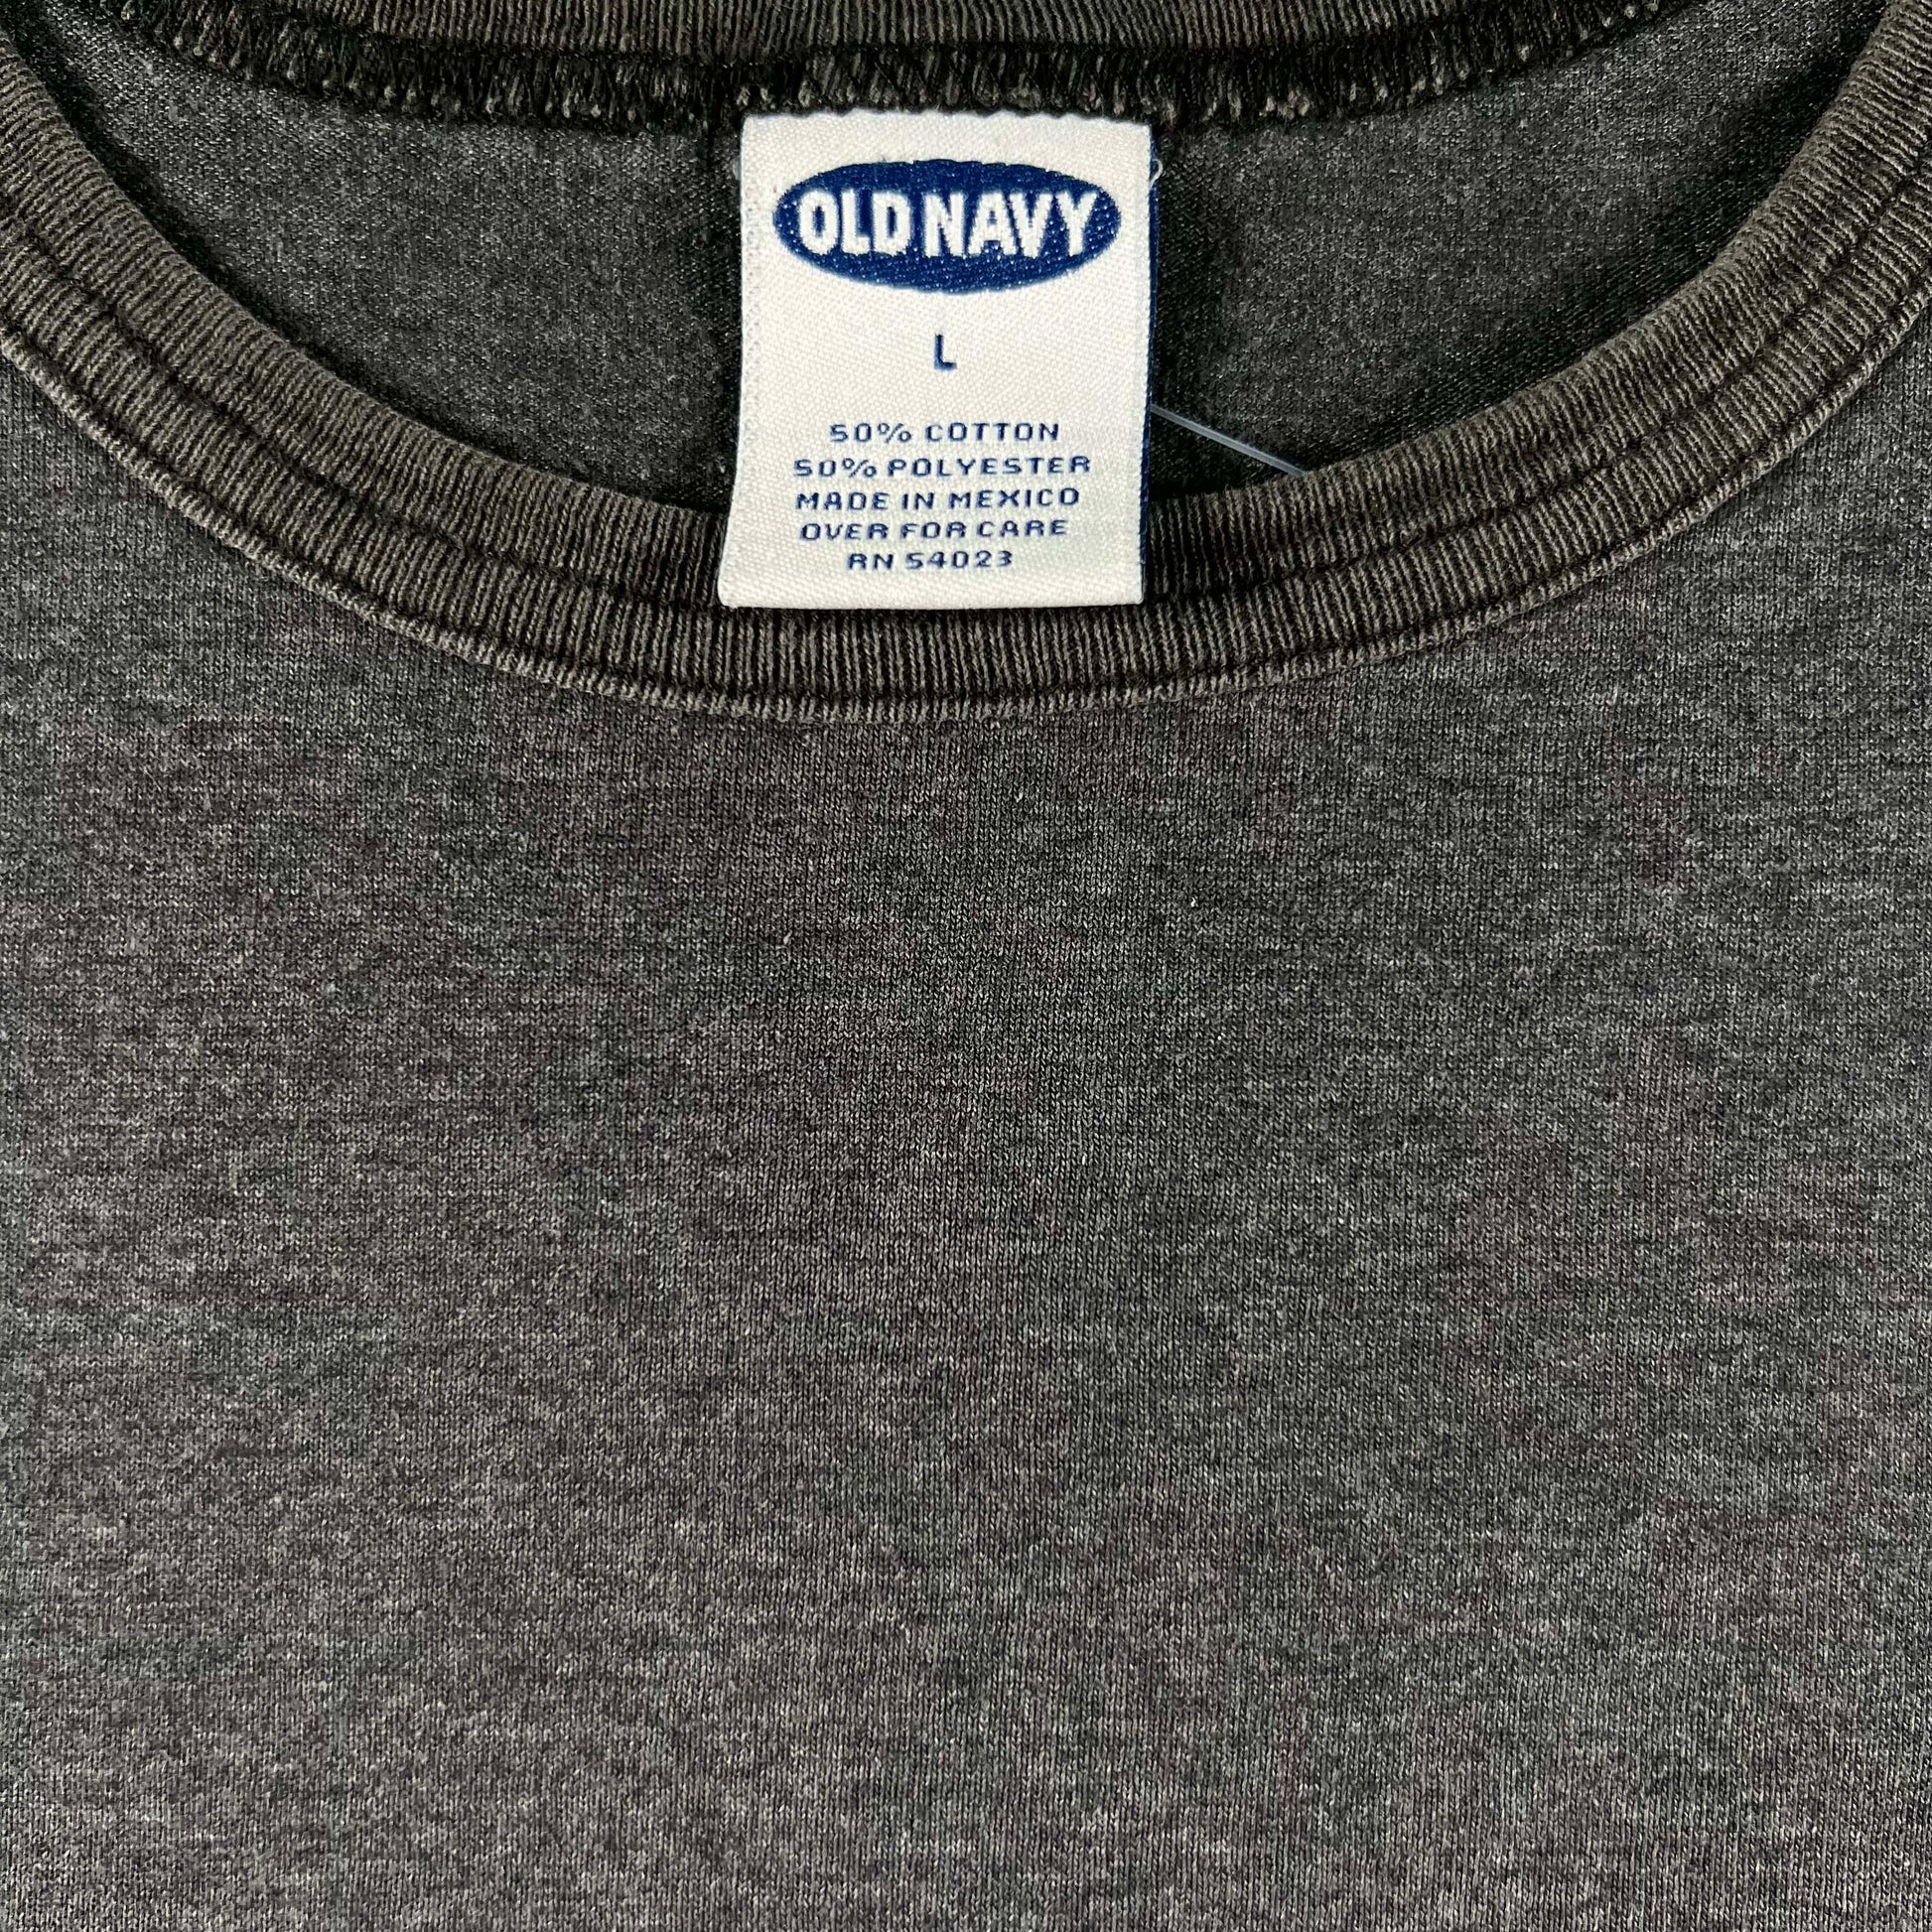 OLD NAVY
L
50% COTTON
50% POLYESTER
MADE IN MEXICO
OVER FOR CARE
RN 54023